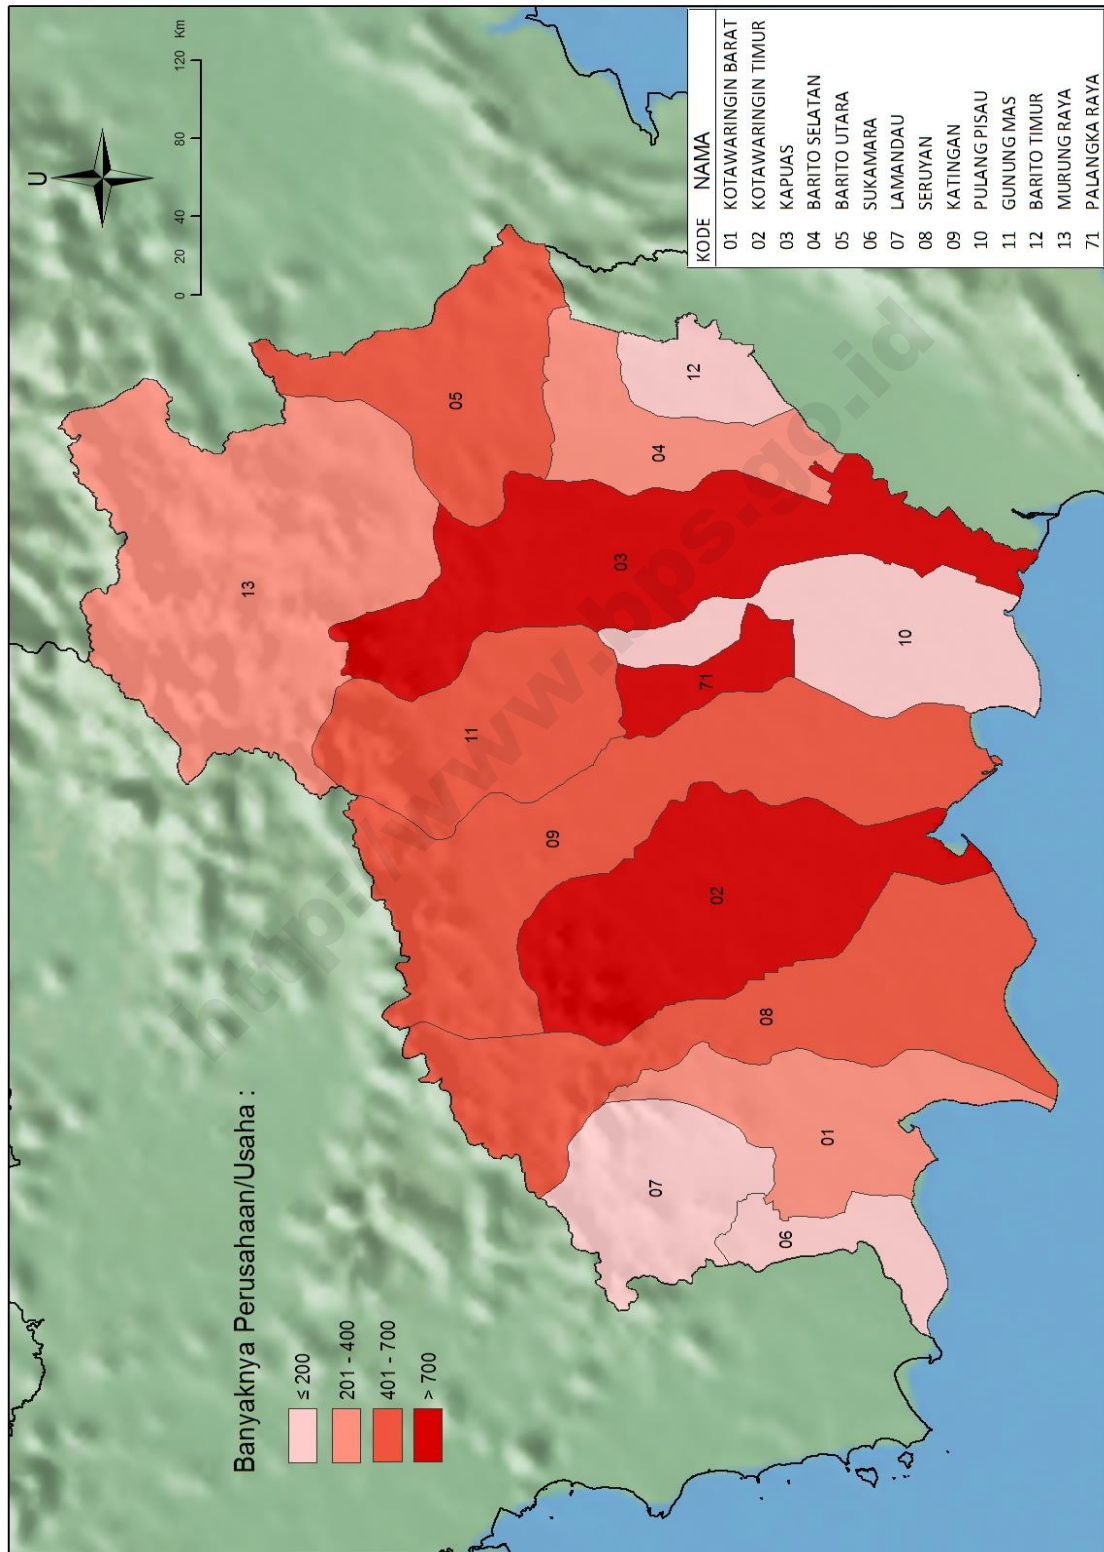 Banyaknya Perusahaan/Usaha :
≤ 200
201 - 400
401 - 700
> 700
U
0 20 40 80 120 Km
13
05
11
03
09
04
12
07
02
71
08
06
01
10
KODE NAMA
01 KOTAWARINGIN BARAT
02 KOTAWARINGIN TIMUR
03 KAPUAS
04 BARITO SELATAN
05 BARITO UTARA
06 SUKAMARA
07 LAMANDAU
08 SERUYAN
09 KATINGAN
10 PULANG PISAU
11 GUNUNG MAS
12 BARITO TIMUR
13 MURUNG RAYA
71 PALANGKA RAYA
http://www.bps.go.id